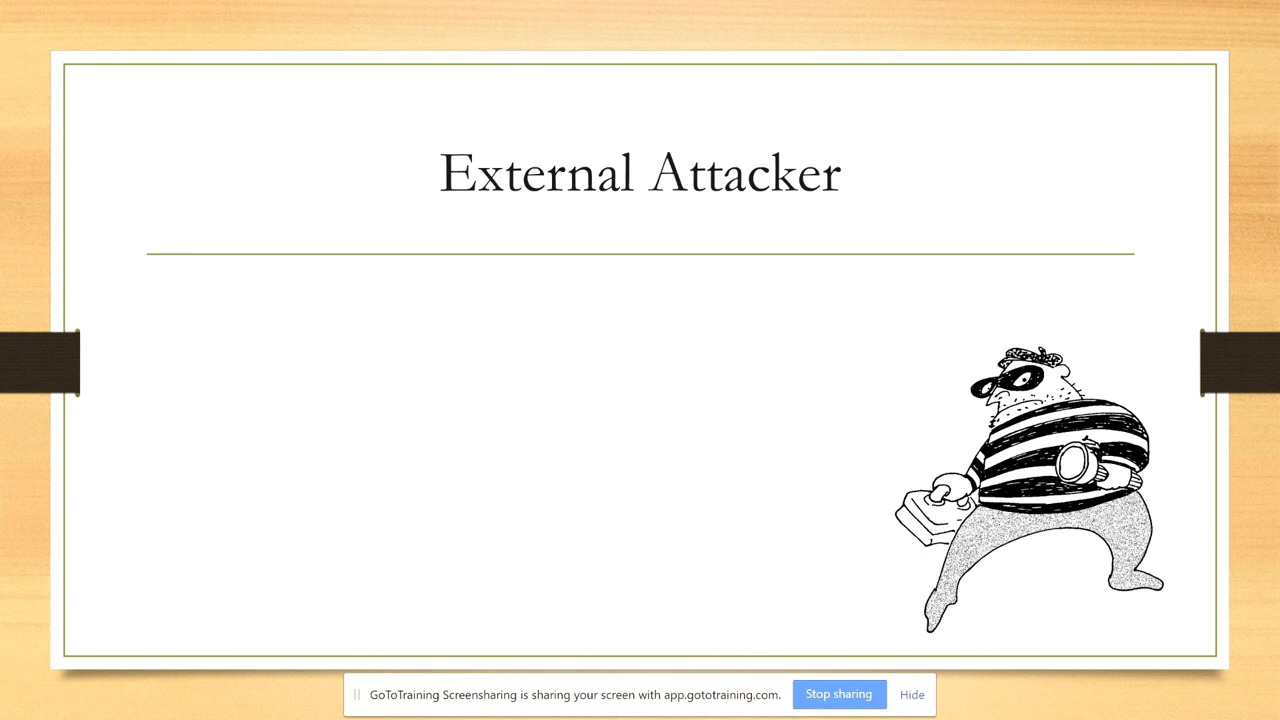 External Attacker
GoToTraining Screensharing is sharing your screen with app.gototraining.com.
Stop sharing
Hide